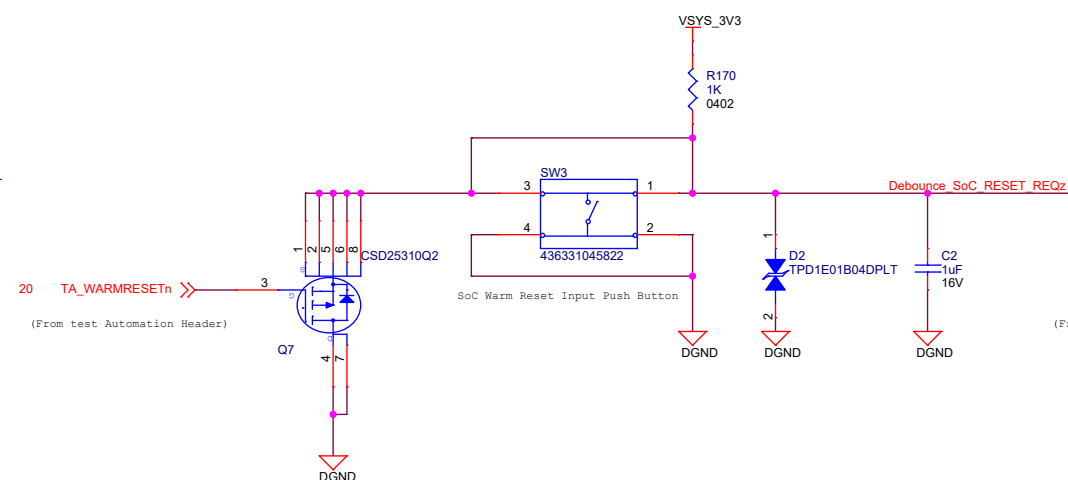 VSYS_3V3
R170
1K
0402
SW3
3
1
4
2
436331045822
SoC Warm Reset Input Push Button
Debounce_SoC_RESET_REQz
1
2
5
6
8
S
CSD25310Q2
20 TA_WARMRESETn
3
G
(From test Automation Header)
D
Q7
4
7
DGND
DGND
1
D2
TPD1E01B04DPLT
2
DGND
C2
1uF
16V
DGND